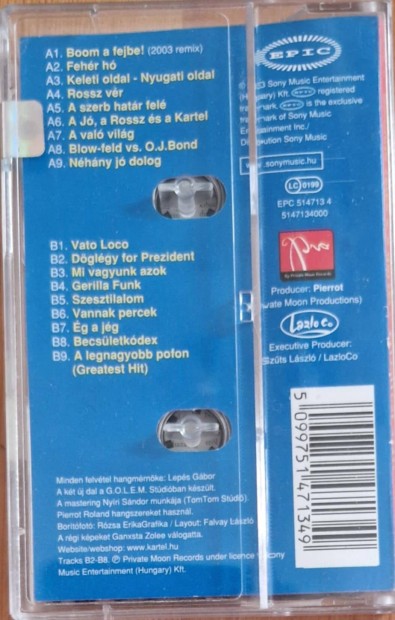 A1. Boom a fejbe! (2003 remix)
A2. Fehér hó
A3. Keleti oldal - Nyugati oldal
A4. Rossz vér
A5. A szerb határ felé
A6. A Jó, a Rossz és a Kartel
A7. A való világ
A8. Blow-feld vs. O.J.Bond
A9. Néhány jó dolog
B1. Vato Loco
B2. Döglégy for Prezident
B3. Mi vagyunk azok
B4. Gerilla Funk
B5. Szesztilalom
B6. Vannak percek
B7. Ég a jég
B8. Becsületkódex
B9. A legnagyobb pofon
(Greatest Hit)
Minden felvétel hangmérnöke: Lepés Gábor
A két új dal a G.O.L.E.M. Stúdióban készült.
A mastering Nyíri Sándor munkája (TomTom Stúdió).
Pierrot Roland hangszereket használ.
Borítófotó: Rózsa ErikaGrafika / Layout: Falvay László
A régi képeket Ganxsta Zolee válogatta.
Website/webshop: www.kartel.hu
Tracks B2-B8. Ⓟ Private Moon Records under licence Sony
Music Entertainment (Hungary) Kft.
EPIC
Sony Music Entertainment
(Hungary) Kft. registered
is the exclusive
of Sony Music
Entertainment Inc./
Sony Music
.sonymusic.hu
LC 0199
EPC 514713 4
5147134000
Private Moon Records
Producer: Pierrot
Moon Productions)
LazloCo
Executive Producer:
Szűts László / LazloCo
5099751471349